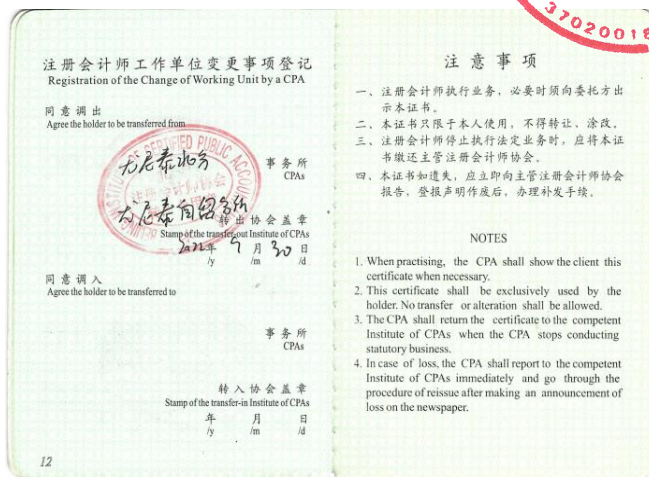 注册会计师工作单位变更事项登记
Registration of the Change of Working Unit by a CPA
同意调出
Agree the holder to be transferred from
事务所
CPAs
转出协会盖章
Stamp of the transfer-out Institute of CPAs
2022年 9月 30日
/y /m /d
同意调入
Agree the holder to be transferred to
事务所
CPAs
转入协会盖章
Stamp of the transfer-in Institute of CPAs
年 月 日
/y /m /d
12
37020018
注意事项
一、注册会计师执行业务，必要时须向委托方出
示本证书。
二、本证书只限于本人使用，不得转让、涂改。
三、注册会计师停止执行法定业务时，应将本证
书缴还主管注册会计师协会。
四、本证书如遗失，应立即向主管注册会计师协会
报告，登报声明作废后，办理补发手续。
NOTES
1. When practising, the CPA shall show the client this
certificate when necessary.
2. This certificate shall be exclusively used by the
holder. No transfer or alteration shall be allowed.
3. The CPA shall return the certificate to the competent
Institute of CPAs when the CPA stops conducting
statutory business.
4. In case of loss, the CPA shall report to the competent
Institute of CPAs immediately and go through the
procedure of reissue after making an announcement of
loss on the newspaper.